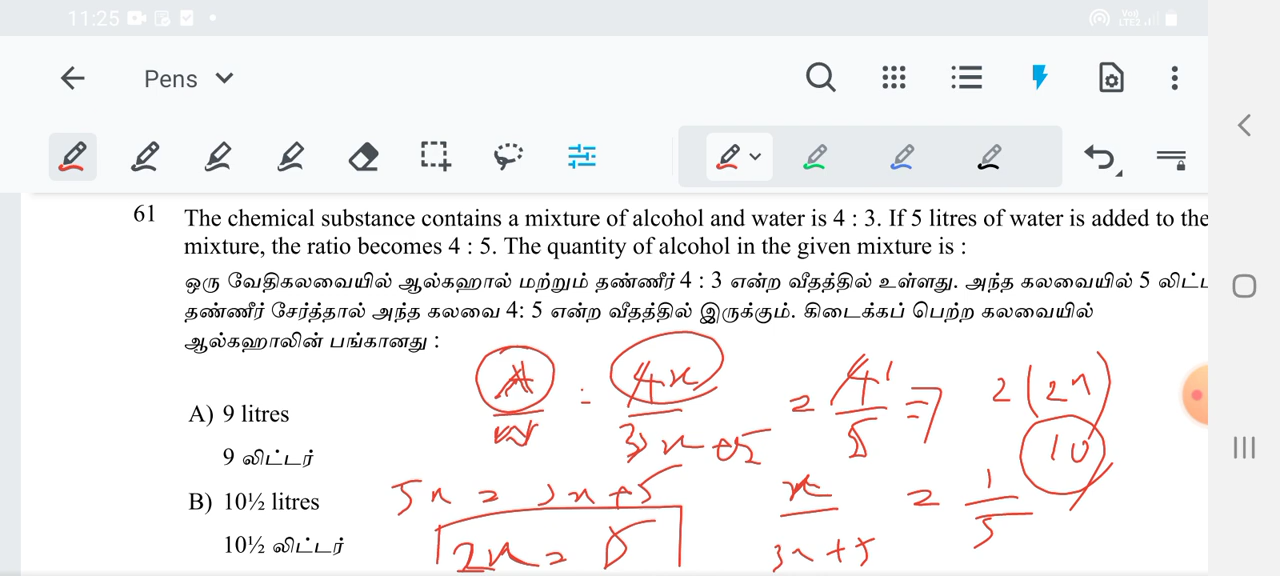 11:25
Vo) LTE2
Pens
61 The chemical substance contains a mixture of alcohol and water is 4 : 3. If 5 litres of water is added to the
mixture, the ratio becomes 4 : 5. The quantity of alcohol in the given mixture is :
ஒரு வேதிகலவையில் ஆல்கஹால் மற்றும் தண்ணீர் 4 : 3 என்ற வீதத்தில் உள்ளது. அந்த கலவையில் 5 லிட்ட
தண்ணீர் சேர்த்தால் அந்த கலவை 4: 5 என்ற வீதத்தில் இருக்கும். கிடைக்கப் பெற்ற கலவையில்
ஆல்கஹாலின் பங்கானது :
A/W = 4x/3x+5 = 4/5 ⇒ 2(2x)
10
A) 9 litres
9 லிட்டர்
B) 10½ litres
10½ லிட்டர்
x/3x+5 = 1/5
5x = 3x+5
2x = 5